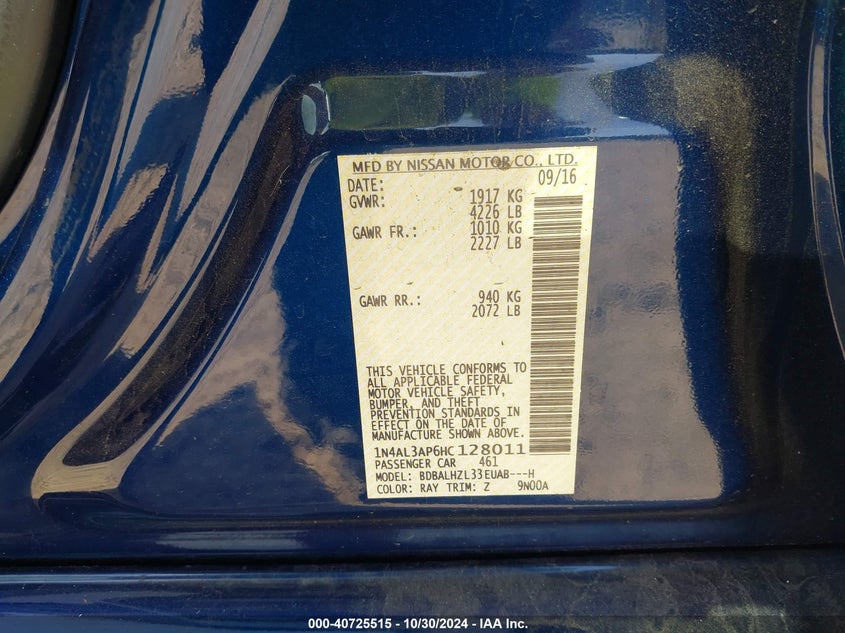 MFD BY NISSAN MOTOR CO., LTD.
DATE: 09/16
GVWR: 1917 KG
4226 LB
GAWR FR.: 1010 KG
2227 LB
GAWR RR.: 940 KG
2072 LB
THIS VEHICLE CONFORMS TO
ALL APPLICABLE FEDERAL
MOTOR VEHICLE SAFETY,
BUMPER, AND THEFT
PREVENTION STANDARDS IN
EFFECT ON THE DATE OF
MANUFACTURE SHOWN ABOVE.
1N4AL3AP6HC128011
PASSENGER CAR 461
MODEL: BDBALHZL33EUAB---H
COLOR: RAY TRIM: Z 9N00A
000-40725515 - 10/30/2024 - IAA Inc.